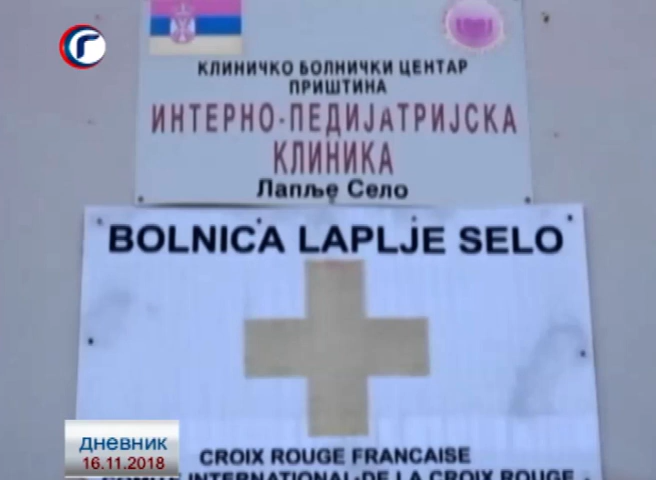 КЛИНИЧКО БОЛНИЧКИ ЦЕНТАР
ПРИШТИНА
ИНТЕРНО-ПЕДИЈАТРИЈСКА
КЛИНИКА
Лапље Село
BOLNICA LAPLJE SELO
CROIX ROUGE FRANCAISE
COMITE INTERNATIONAL DE LA CROIX ROUGE
дневник
16.11.2018